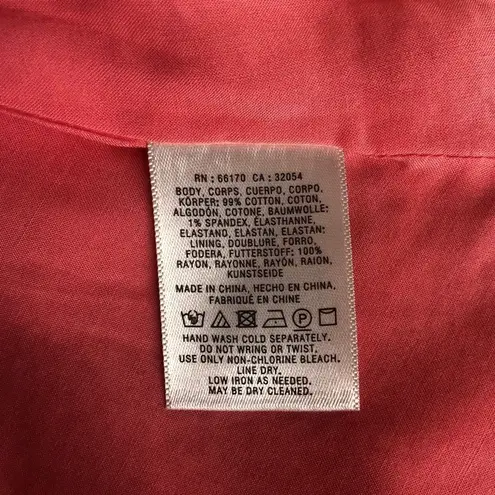 RN : 66170 CA : 32054
BODY, CORPS, CUERPO, CORPO,
KÖRPER: 99% COTTON, COTON,
ALGODÓN, COTONE, BAUMWOLLE:
1% SPANDEX, ÉLASTHANNE,
ELASTANO, ELASTAN, ELASTAN:
LINING, DOUBLURE, FORRO,
FODERA, FUTTERSTOFF: 100%
RAYON, RAYONNE, RAYÓN, RAION,
KUNSTSEIDE
MADE IN CHINA, HECHO EN CHINA.
FABRIQUÉ EN CHINE
HAND WASH COLD SEPARATELY.
DO NOT WRING OR TWIST.
USE ONLY NON-CHLORINE BLEACH.
LINE DRY.
LOW IRON AS NEEDED.
MAY BE DRY CLEANED.